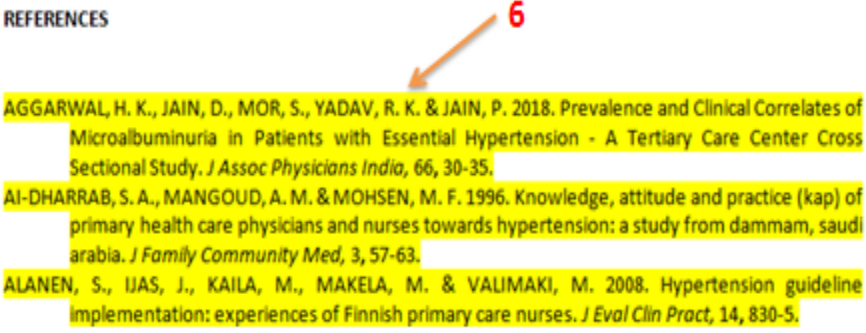 REFERENCES
6
AGGARWAL, H. K., JAIN, D., MOR, S., YADAV, R. K. & JAIN, P. 2018. Prevalence and Clinical Correlates of
Microalbuminuria in Patients with Essential Hypertension - A Tertiary Care Center Cross
Sectional Study. J Assoc Physicians India, 66, 30-35.
Al-DHARRAB, S. A., MANGOUD, A. M. & MOHSEN, M. F. 1996. Knowledge, attitude and practice (kap) of
primary health care physicians and nurses towards hypertension: a study from dammam, saudi
arabia. J Family Community Med, 3, 57-63.
ALANEN, S., IJAS, J., KAILA, M., MAKELA, M. & VALIMAKI, M. 2008. Hypertension guideline
implementation: experiences of Finnish primary care nurses. J Eval Clin Pract, 14, 830-5.